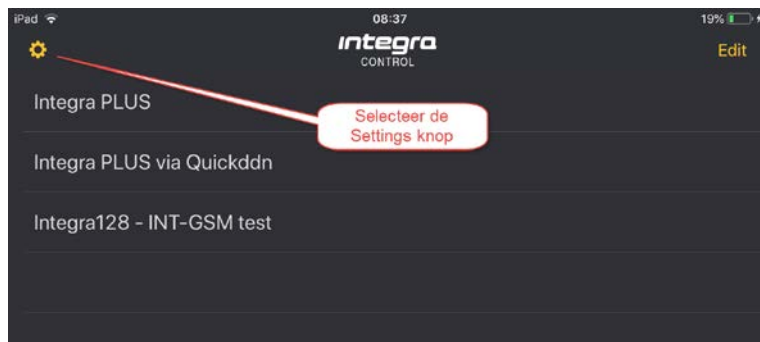 iPad 08:37 19%
integra
CONTROL
Edit
Integra PLUS
Selecteer de
Settings knop
Integra PLUS via Quickddn
Integra128 - INT-GSM test